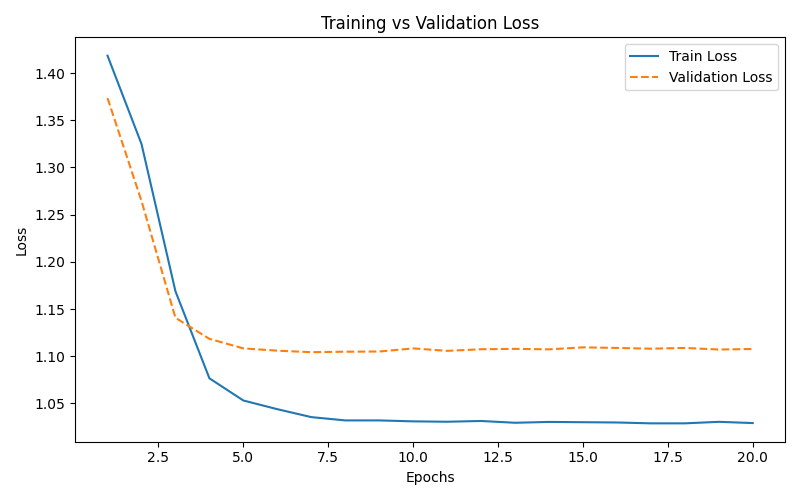 Training vs Validation Loss
Train Loss
Validation Loss
1.40
1.35
1.30
1.25
1.20
1.15
1.10
1.05
Loss
2.5 5.0 7.5 10.0 12.5 15.0 17.5 20.0
Epochs